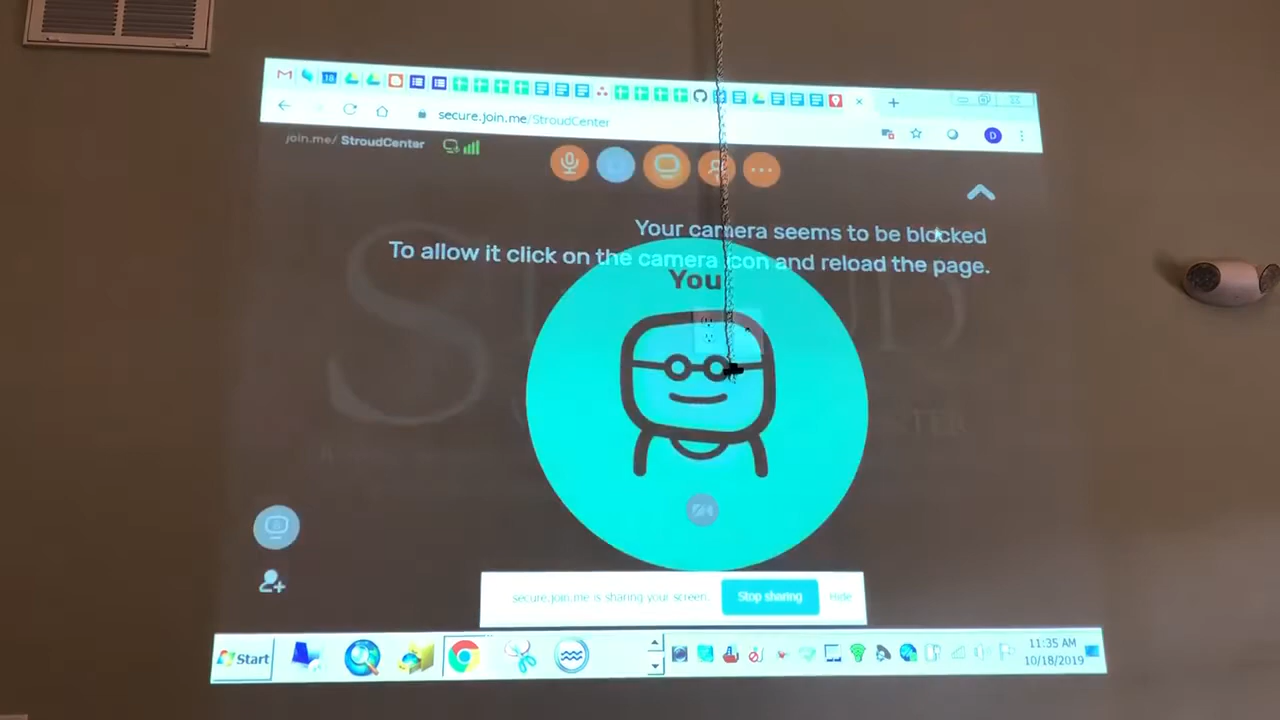 18
secure.join.me/StroudCenter
D
join.me/ StroudCenter
Your camera seems to be blocked
To allow it click on the camera icon and reload the page.
You
secure.join.me is sharing your screen.
Stop sharing
Hide
Start
11:35 AM
10/18/2019